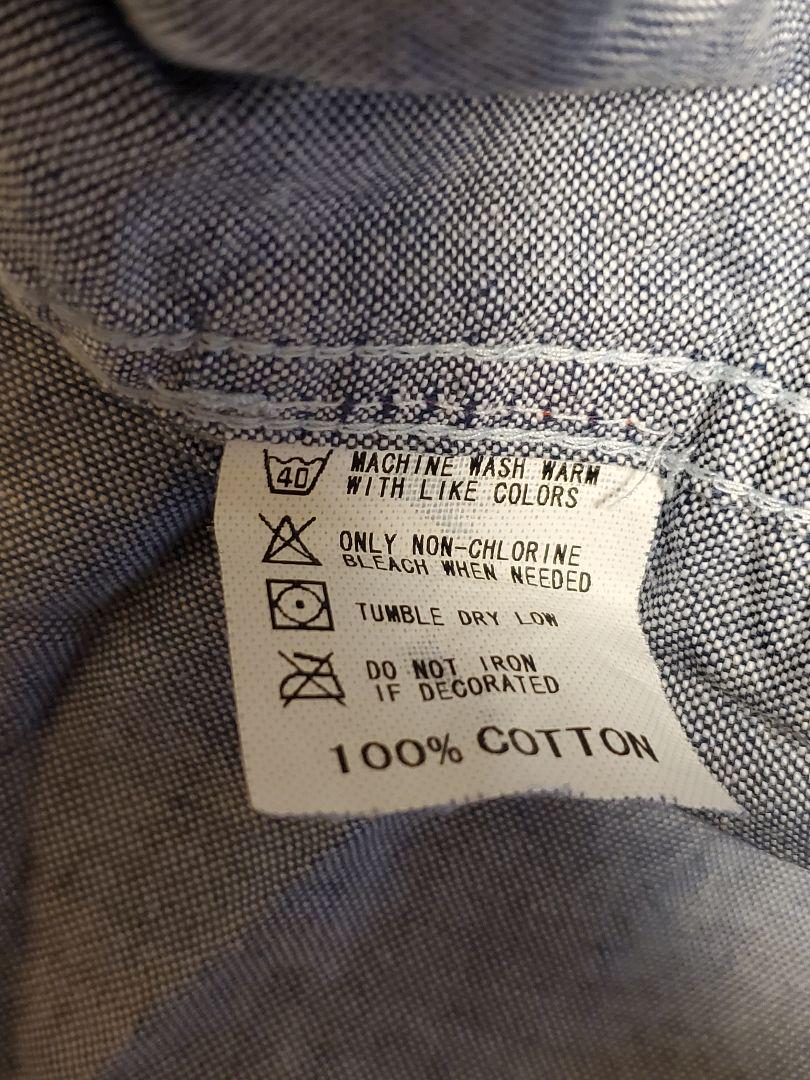 40 MACHINE WASH WARM
WITH LIKE COLORS
ONLY NON-CHLORINE
BLEACH WHEN NEEDED
TUMBLE DRY LOW
DO NOT IRON
IF DECORATED
100% COTTON